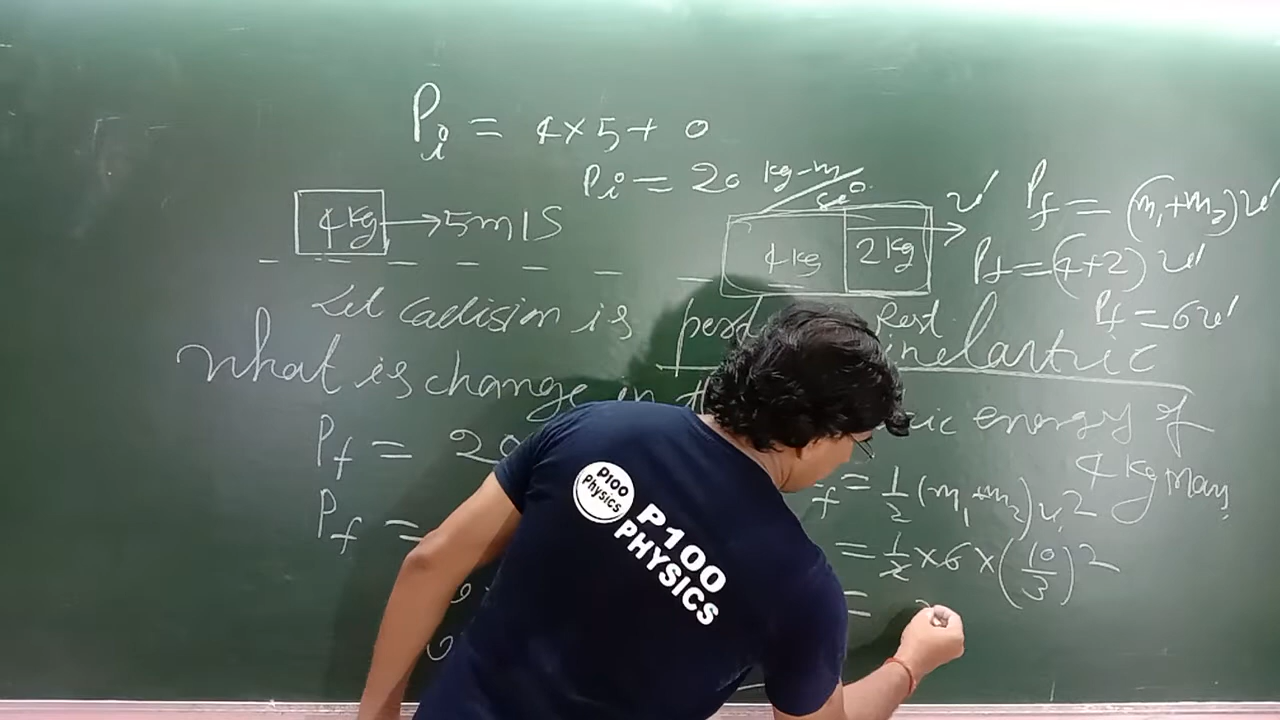 Pi = 4×5+ 0
Pi = 20 kg-m/sec
4kg → 5m/S
4kg 2kg
v'
Pf = (m1+m2)v'
Pf = (4+2) v'
Pf = 6v'
Rest.
Let collision is inelastic
What is change in energy of
4 kg mass
Pf = 20
Pf =
f = 1/2 (m1+m2)v'2
= 1/2 ×6 × (10/3)2
=
P100
Physics
P100
PHYSICS